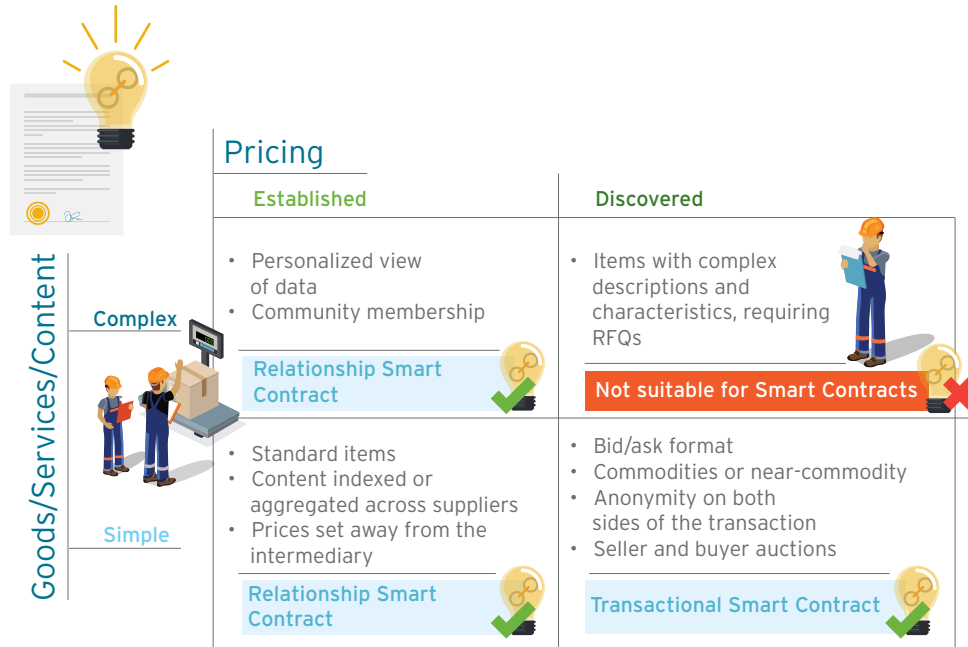 Pricing
Established
Discovered
Goods/Services/Content
Complex
• Personalized view
of data
• Community membership
Relationship Smart
Contract
• Items with complex
descriptions and
characteristics, requiring
RFQs
Not suitable for Smart Contracts
Simple
• Standard items
• Content indexed or
aggregated across suppliers
• Prices set away from the
intermediary
Relationship Smart
Contract
• Bid/ask format
• Commodities or near-commodity
• Anonymity on both
sides of the transaction
• Seller and buyer auctions
Transactional Smart Contract